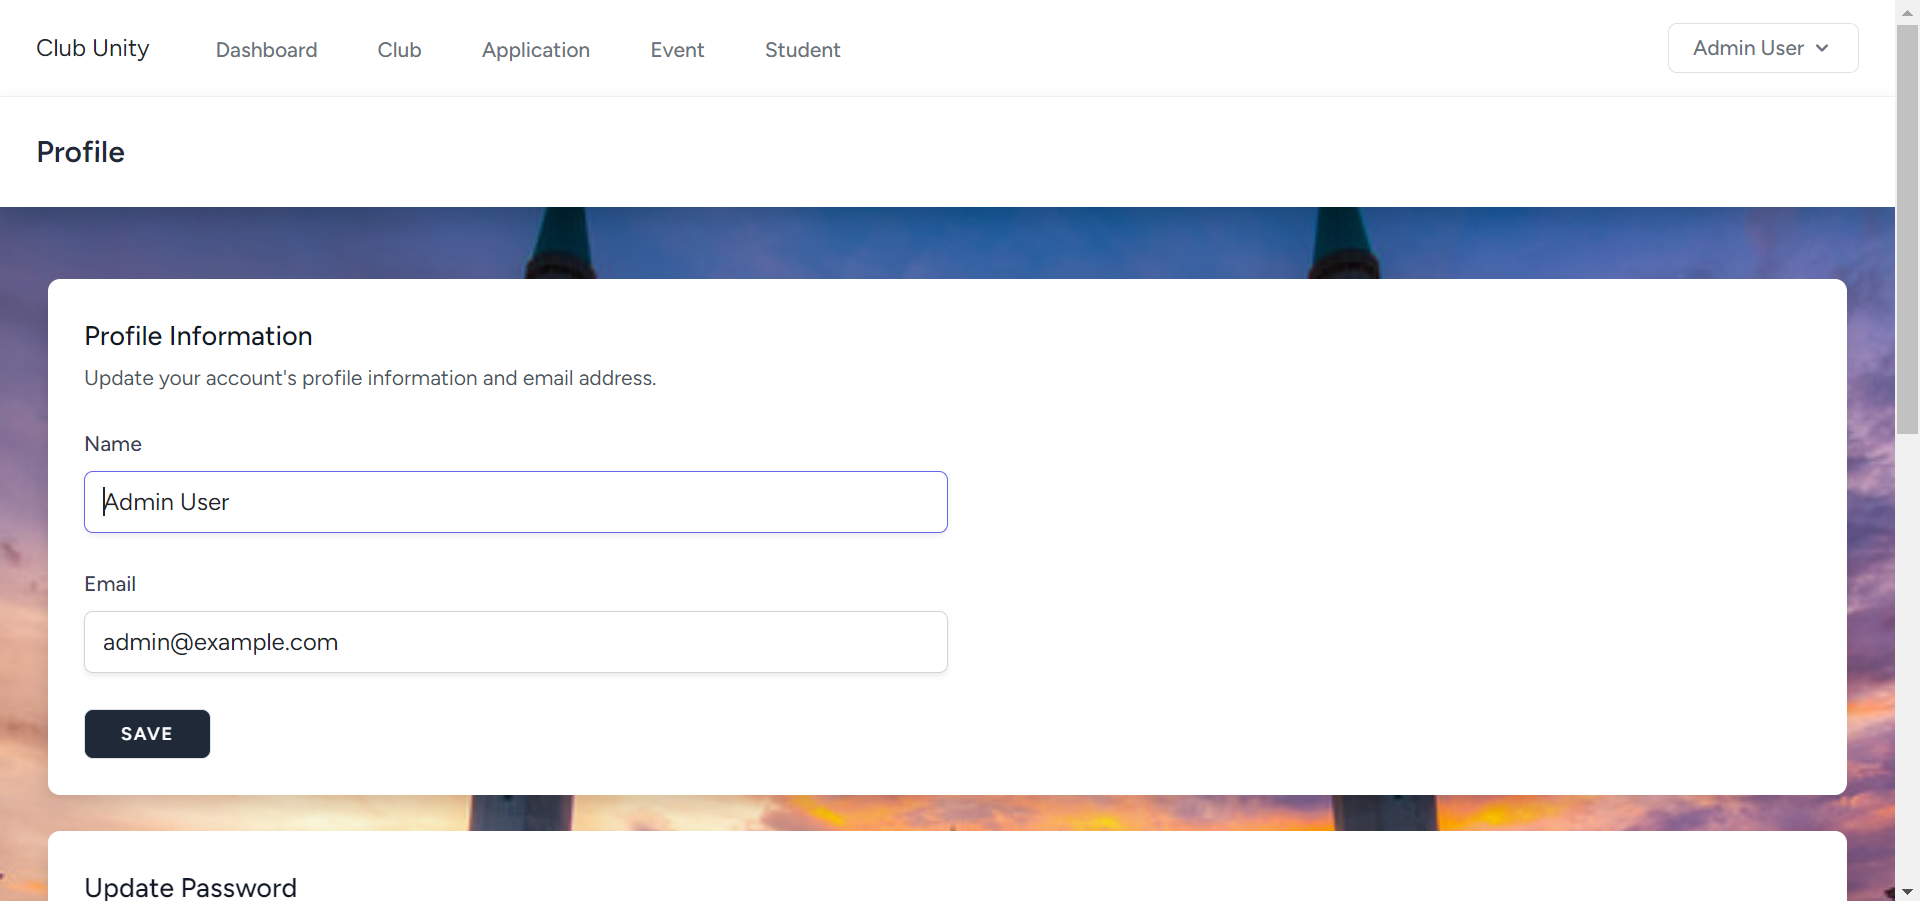 Club Unity Dashboard Club Application Event Student Admin User
Profile
Profile Information
Update your account's profile information and email address.
Name
Admin User
Email
admin@example.com
SAVE
Update Password